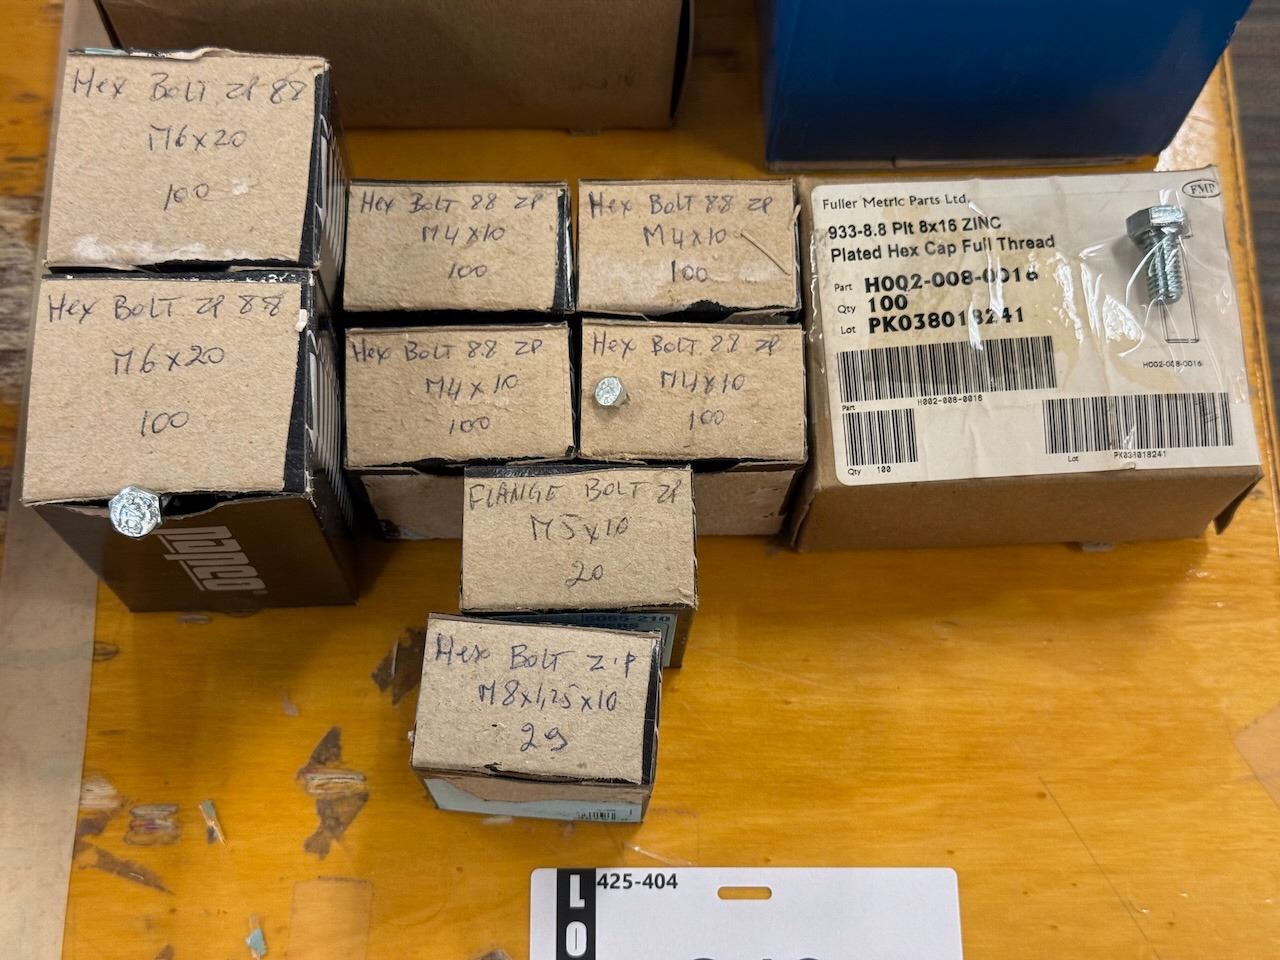 Hex BOLT ZP 88
M6x20
100
Hex BOLT ZP 88
M6x20
100
Hex BOLT 88 ZP
M4x10
100
Hex BOLT 88 ZP
M4x10
100
Hex BOLT 88 ZP
M4x10
100
Hex BOLT 88 ZP
M4x10
100
FLANGE BOLT ZP
M5x10
20
Hex BOLT Z.P
M8x1,25x10
29
Fuller Metric Parts Ltd.
FMP
933-8.8 Plt 8x16 ZINC
Plated Hex Cap Full Thread
Part H002-008-0016
Qty 100
Lot PK038018241
H002-008-0016
Part H002-008-0016
Qty 100
Lot PK038018241
papco
425-404
LO